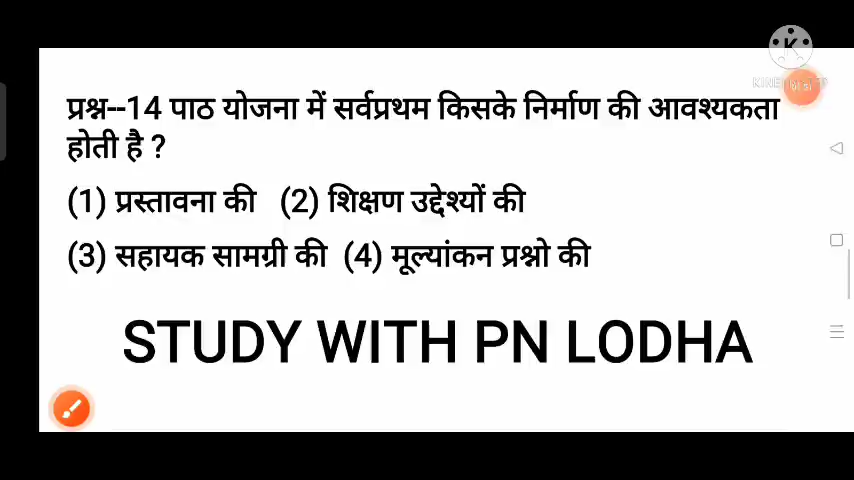 प्रश्न--14 पाठ योजना में सर्वप्रथम किसके निर्माण की आवश्यकता
होती है ?
(1) प्रस्तावना की (2) शिक्षण उद्देश्यों की
(3) सहायक सामग्री की (4) मूल्यांकन प्रश्नो की
STUDY WITH PN LODHA